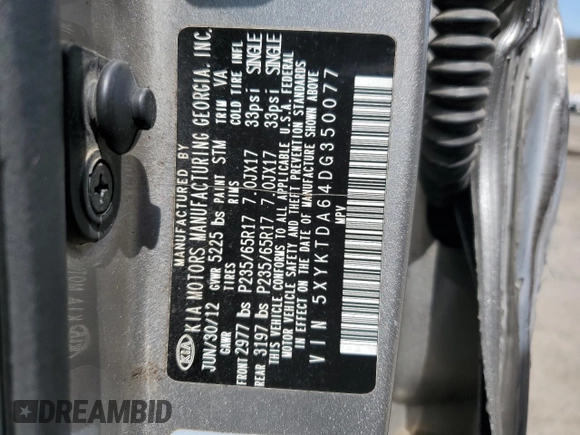 MANUFACTURED BY
KIA KIA MOTORS MANUFACTURING GEORGIA, INC.
JUN/30/12 GVWR 5225 lbs PAINT STM TRIM VA
GAWR TIRES RIMS COLD TIRE INFL
FRONT 2977 lbs P235/65R17 7.0JX17 33psi SINGLE
REAR 3197 lbs P235/65R17 7.0JX17 33psi SINGLE
THIS VEHICLE CONFORMS TO ALL APPLICABLE U.S.A. FEDERAL
MOTOR VEHICLE SAFETY AND THEFT PREVENTION STANDARDS
IN EFFECT ON THE DATE OF MANUFACTURE SHOWN ABOVE
VIN 5XYKTDA64DG350077
MPV
DREAMBID